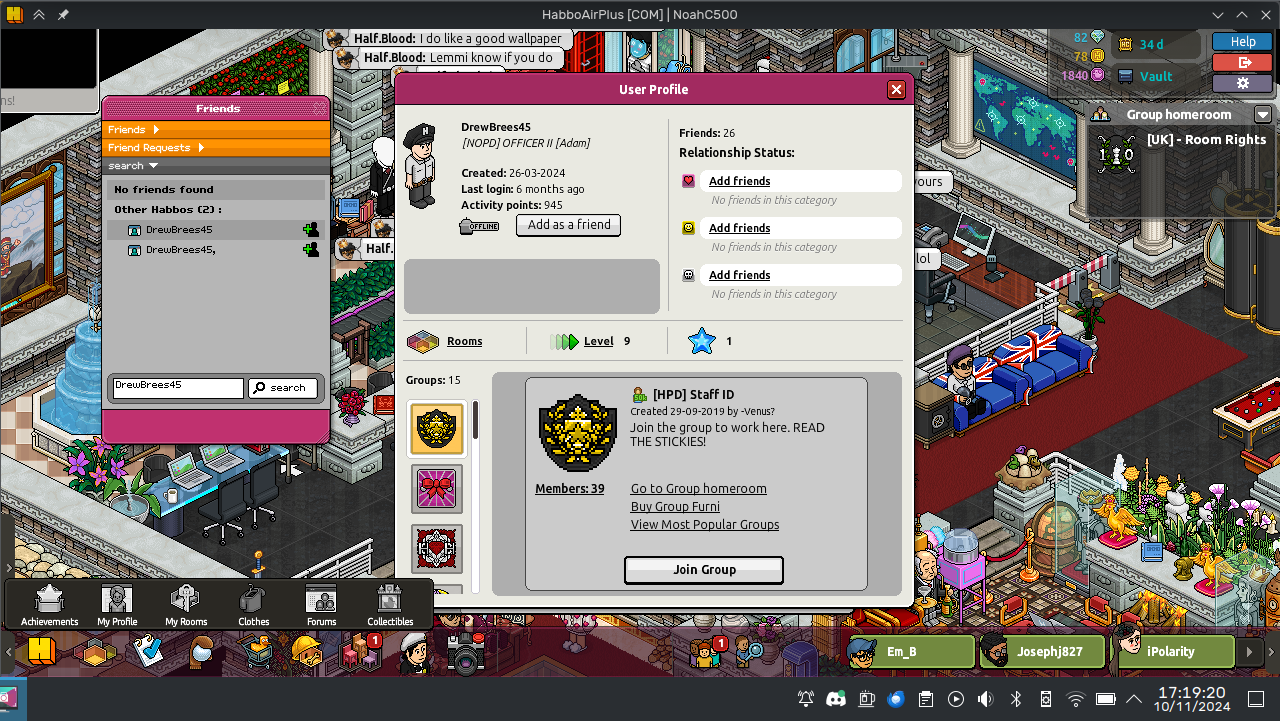 HabboAirPlus [COM] | NoahC500
Half.Blood: I do like a good wallpaper
Half.Blood: Lemmi know if you do
82
78
1840
34 d
Vault
Help
ns!
Friends
Friends
Friend Requests
search
No friends found
Other Habbos (2) :
DrewBrees45
DrewBrees45,
DrewBrees45
search
Half.
User Profile
DrewBrees45
[NOPD] OFFICER II [Adam]
Created: 26-03-2024
Last login: 6 months ago
Activity points: 945
OFFLINE
Add as a friend
Friends: 26
Relationship Status:
Add friends
No friends in this category
Add friends
No friends in this category
Add friends
No friends in this category
Rooms
Level 9
1
Groups: 15
[HPD] Staff ID
Created 29-09-2019 by -Venus?
Join the group to work here. READ
THE STICKIES!
Members: 39
Go to Group homeroom
Buy Group Furni
View Most Popular Groups
Join Group
Group homeroom
[UK] - Room Rights
yours
lol
Achievements
My Profile
My Rooms
Clothes
Forums
Collectibles
1
1
Em_B
Josephj827
iPolarity
17:19:20
10/11/2024